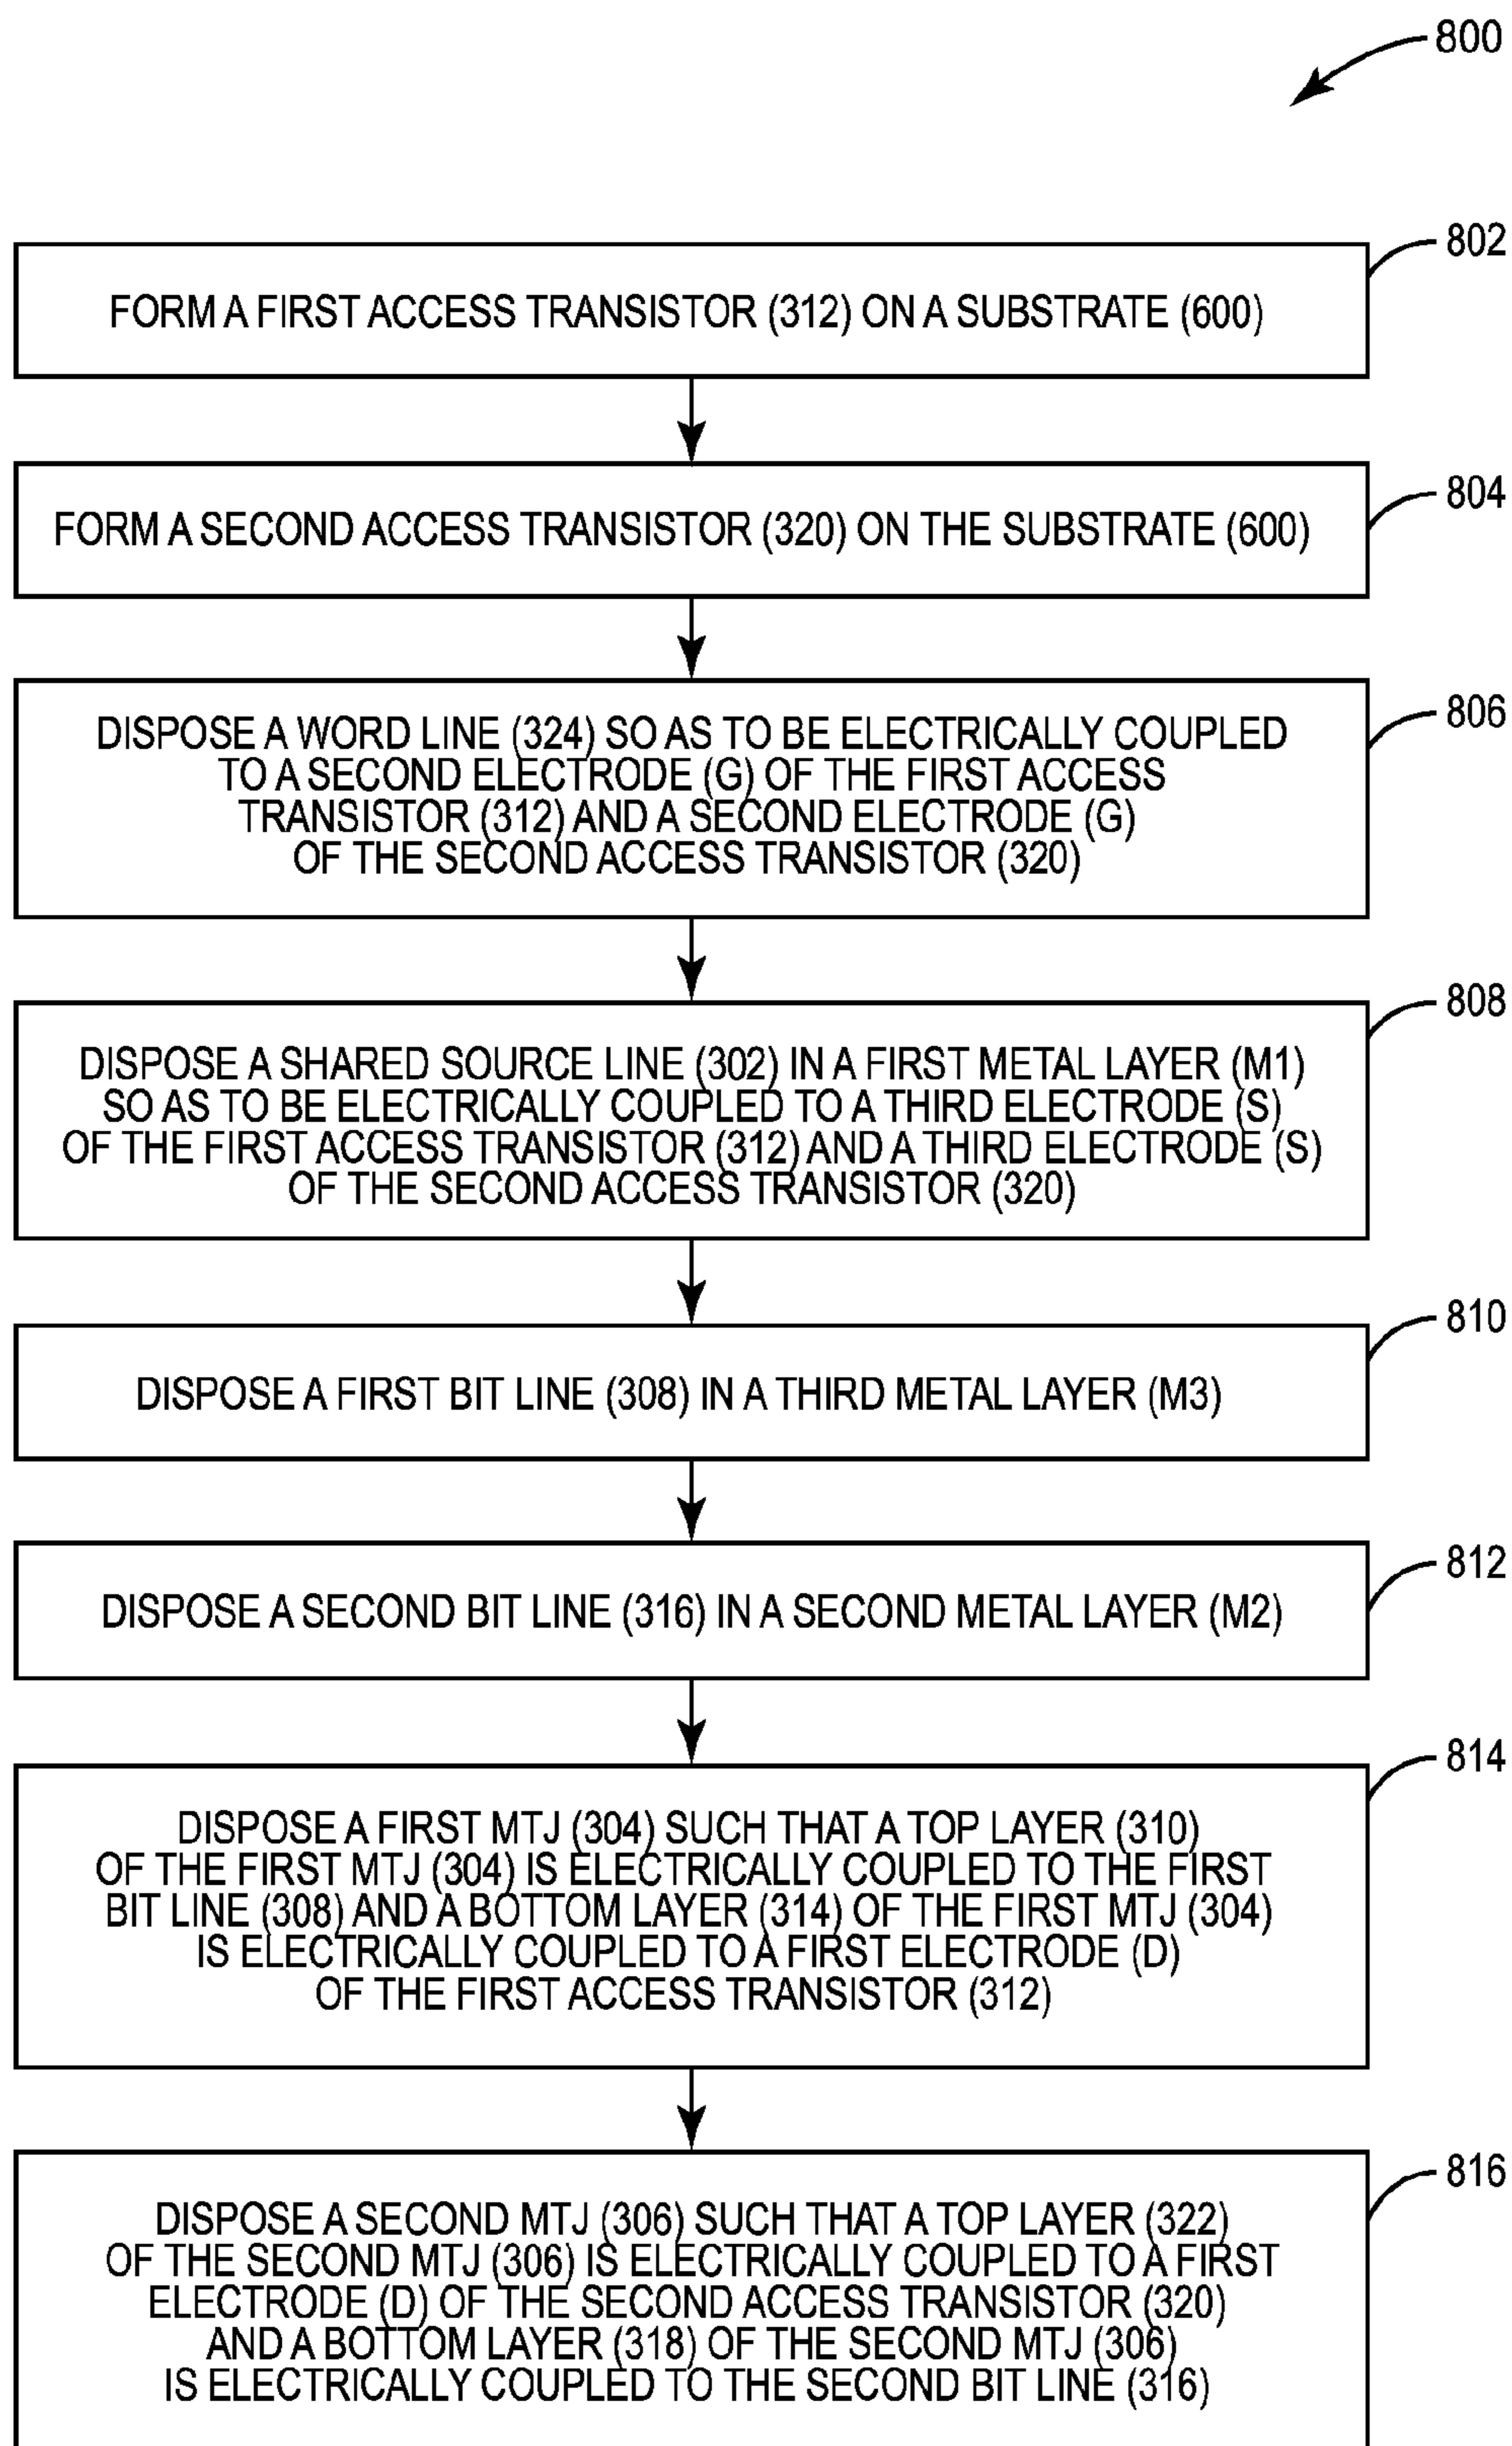 800
802
FORM A FIRST ACCESS TRANSISTOR (312) ON A SUBSTRATE (600)
804
FORM A SECOND ACCESS TRANSISTOR (320) ON THE SUBSTRATE (600)
806
DISPOSE A WORD LINE (324) SO AS TO BE ELECTRICALLY COUPLED
TO A SECOND ELECTRODE (G) OF THE FIRST ACCESS
TRANSISTOR (312) AND A SECOND ELECTRODE (G)
OF THE SECOND ACCESS TRANSISTOR (320)
808
DISPOSE A SHARED SOURCE LINE (302) IN A FIRST METAL LAYER (M1)
SO AS TO BE ELECTRICALLY COUPLED TO A THIRD ELECTRODE (S)
OF THE FIRST ACCESS TRANSISTOR (312) AND A THIRD ELECTRODE (S)
OF THE SECOND ACCESS TRANSISTOR (320)
810
DISPOSE A FIRST BIT LINE (308) IN A THIRD METAL LAYER (M3)
812
DISPOSE A SECOND BIT LINE (316) IN A SECOND METAL LAYER (M2)
814
DISPOSE A FIRST MTJ (304) SUCH THAT A TOP LAYER (310)
OF THE FIRST MTJ (304) IS ELECTRICALLY COUPLED TO THE FIRST
BIT LINE (308) AND A BOTTOM LAYER (314) OF THE FIRST MTJ (304)
IS ELECTRICALLY COUPLED TO A FIRST ELECTRODE (D)
OF THE FIRST ACCESS TRANSISTOR (312)
816
DISPOSE A SECOND MTJ (306) SUCH THAT A TOP LAYER (322)
OF THE SECOND MTJ (306) IS ELECTRICALLY COUPLED TO A FIRST
ELECTRODE (D) OF THE SECOND ACCESS TRANSISTOR (320)
AND A BOTTOM LAYER (318) OF THE SECOND MTJ (306)
IS ELECTRICALLY COUPLED TO THE SECOND BIT LINE (316)